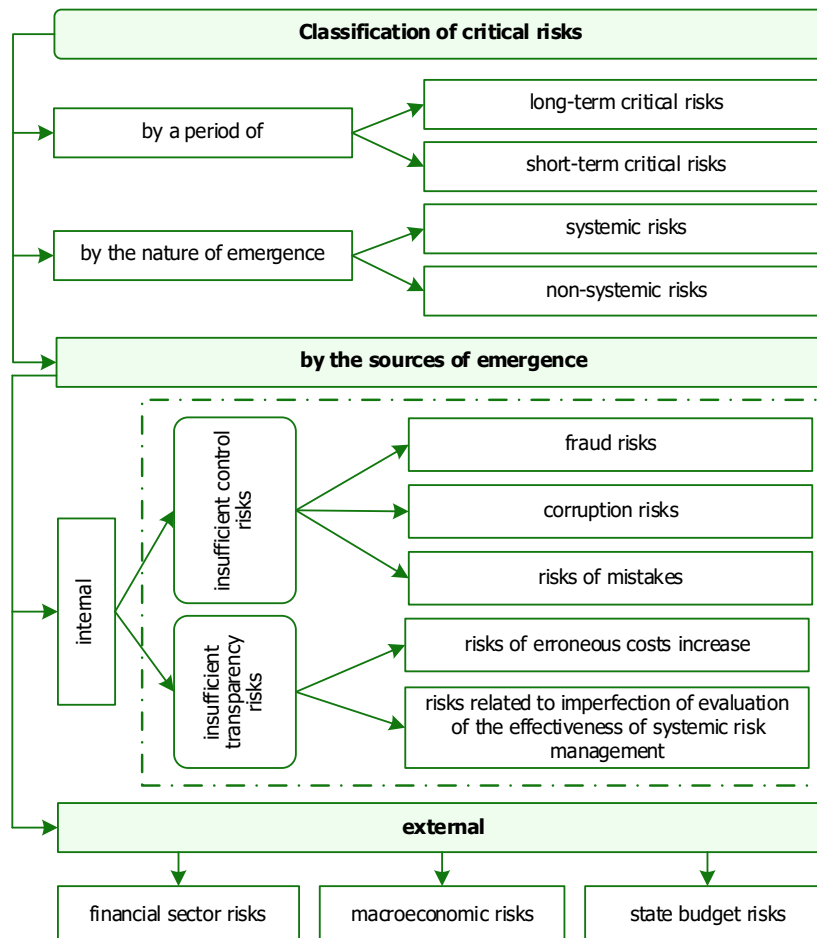 Classification of critical risks
by a period of
long-term critical risks
short-term critical risks
by the nature of emergence
systemic risks
non-systemic risks
by the sources of emergence
internal
insufficient control
risks
fraud risks
corruption risks
risks of mistakes
insufficient
transparency
risks
risks of erroneous costs increase
risks related to imperfection of evaluation
of the effectiveness of systemic risk
management
external
financial sector risks
macroeconomic risks
state budget risks